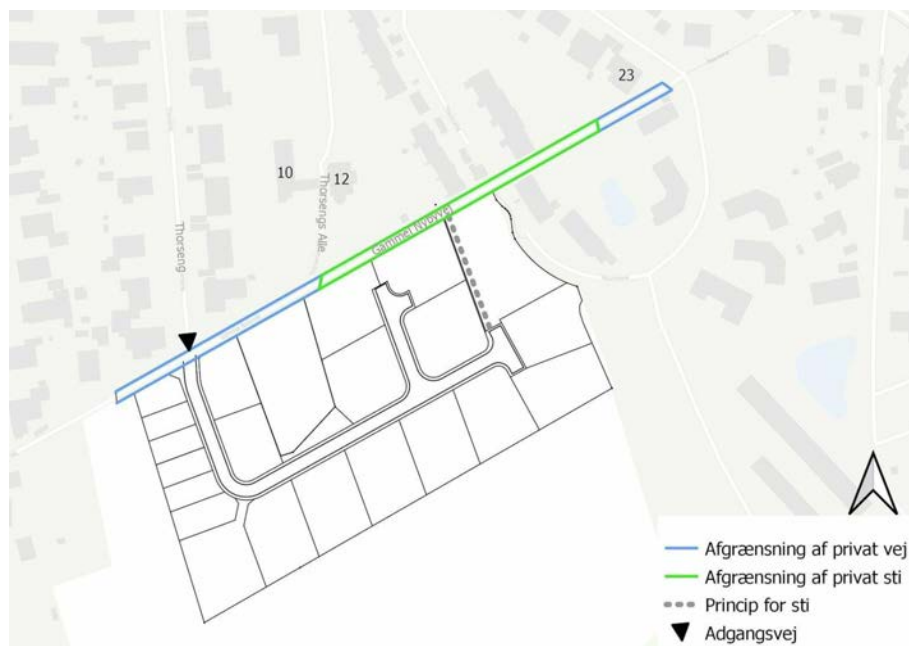 23
10
12
Thorsengs Alle
Gammel Nybyvej
Thorseng
Afgrænsning af privat vej
Afgrænsning af privat sti
Princip for sti
Adgangsvej